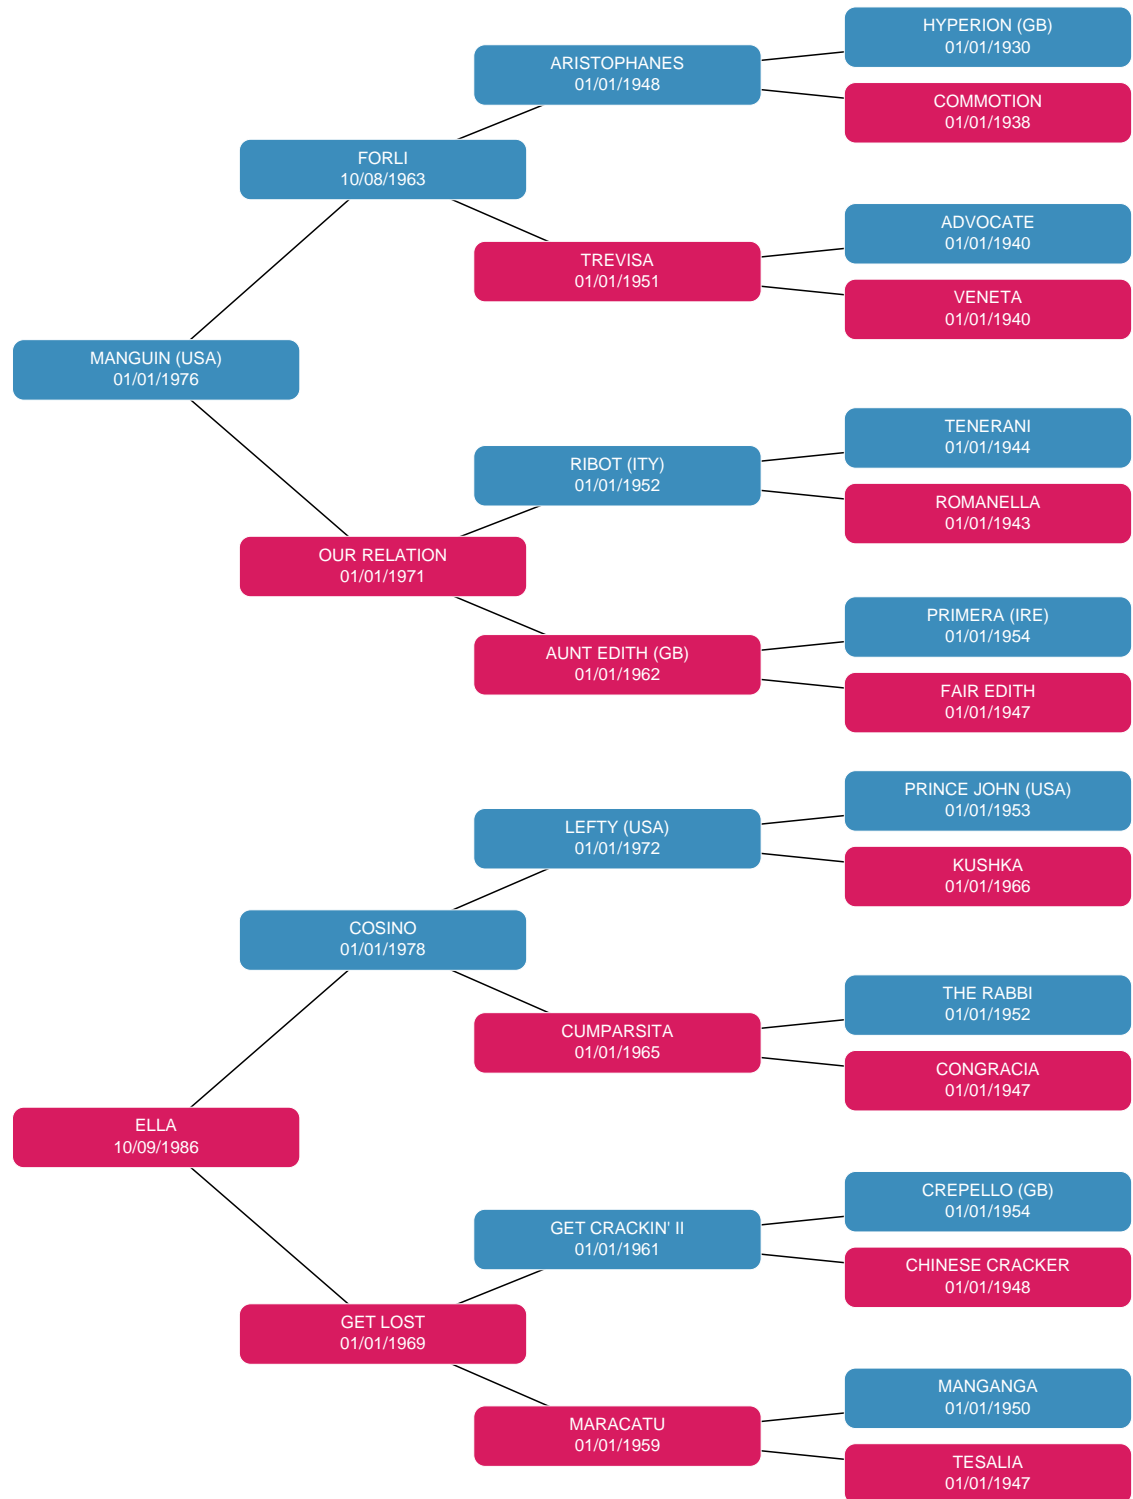 HYPERION (GB)
01/01/1930
ARISTOPHANES
01/01/1948
COMMOTION
01/01/1938
FORLI
10/08/1963
ADVOCATE
01/01/1940
TREVISA
01/01/1951
VENETA
01/01/1940
MANGUIN (USA)
01/01/1976
TENERANI
01/01/1944
RIBOT (ITY)
01/01/1952
ROMANELLA
01/01/1943
OUR RELATION
01/01/1971
PRIMERA (IRE)
01/01/1954
AUNT EDITH (GB)
01/01/1962
FAIR EDITH
01/01/1947
PRINCE JOHN (USA)
01/01/1953
LEFTY (USA)
01/01/1972
KUSHKA
01/01/1966
COSINO
01/01/1978
THE RABBI
01/01/1952
CUMPARSITA
01/01/1965
CONGRACIA
01/01/1947
ELLA
10/09/1986
CREPELLO (GB)
01/01/1954
GET CRACKIN' II
01/01/1961
CHINESE CRACKER
01/01/1948
GET LOST
01/01/1969
MANGANGA
01/01/1950
MARACATU
01/01/1959
TESALIA
01/01/1947